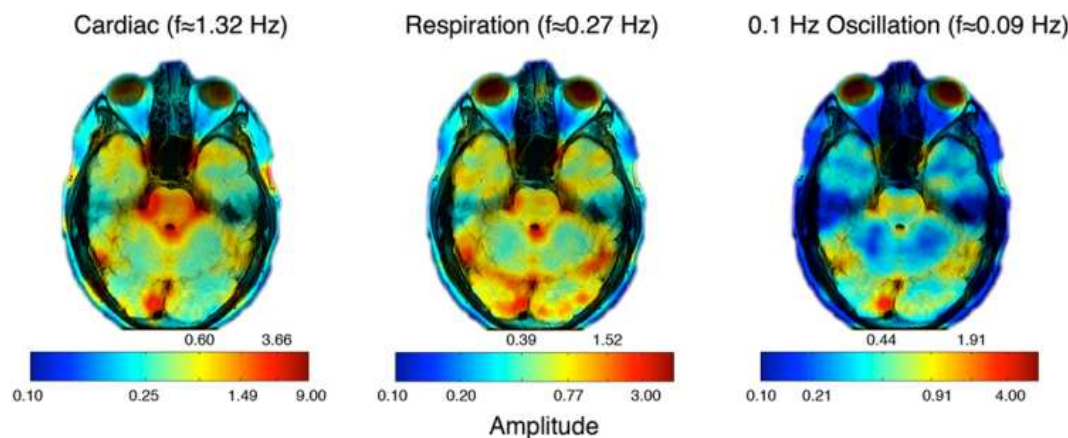 Cardiac (f≈1.32 Hz)
Respiration (f≈0.27 Hz)
0.1 Hz Oscillation (f≈0.09 Hz)
0.60 3.66
0.39 1.52
0.44 1.91
0.10 0.25 1.49 9.00
0.10 0.20 0.77 3.00
0.10 0.21 0.91 4.00
Amplitude